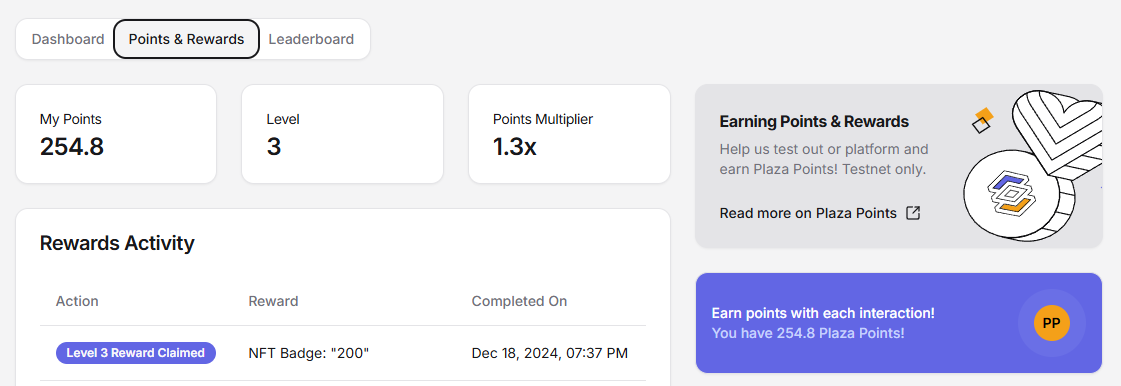 Dashboard Points & Rewards Leaderboard
My Points
254.8
Level
3
Points Multiplier
1.3x
Earning Points & Rewards
Help us test out or platform and
earn Plaza Points! Testnet only.
Read more on Plaza Points
Rewards Activity
Action Reward Completed On
Level 3 Reward Claimed NFT Badge: "200" Dec 18, 2024, 07:37 PM
Earn points with each interaction!
You have 254.8 Plaza Points!
PP